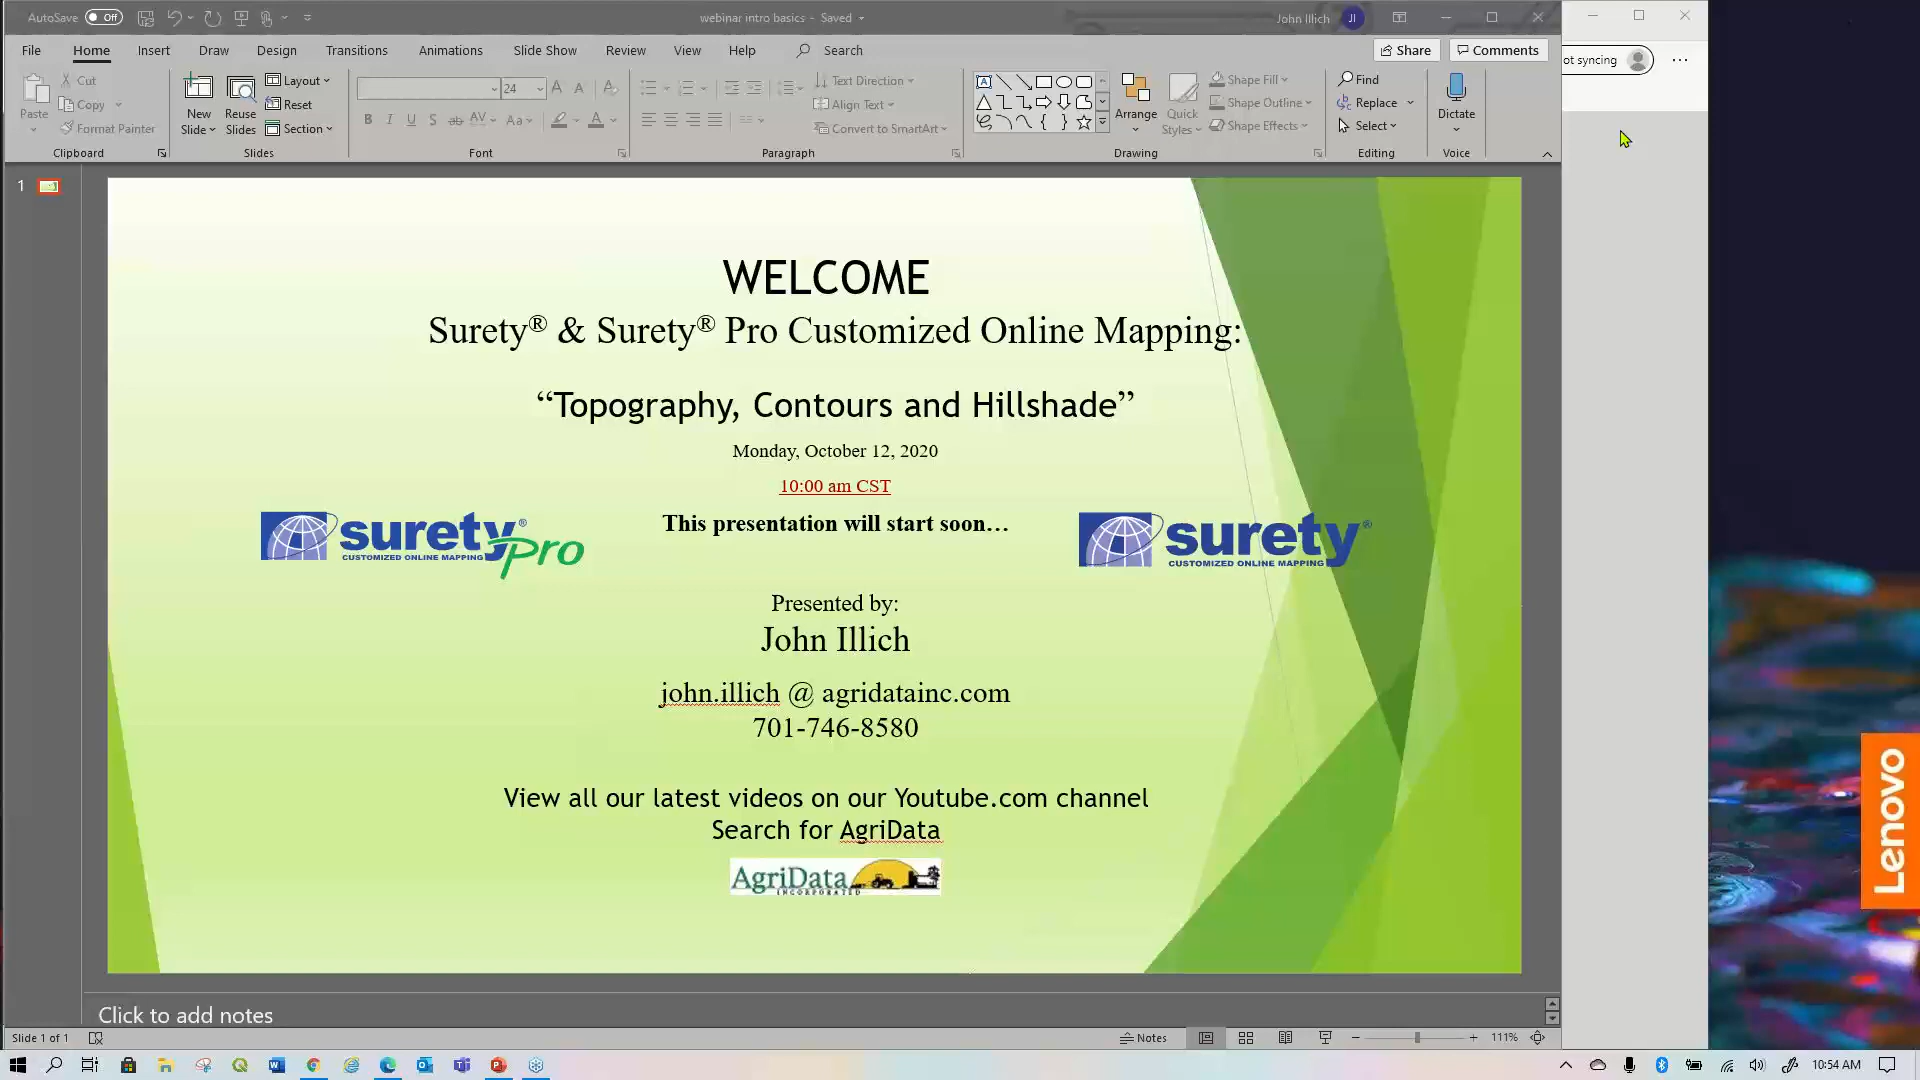 AutoSave Off webinar intro basics - Saved John Illich JI
File Home Insert Draw Design Transitions Animations Slide Show Review View Help Search Share Comments
ot syncing
Paste Cut Copy Format Painter
New Slide Reuse Slides Layout Reset Section
24
B I U S ab AV Aa A
Text Direction Align Text Convert to SmartArt
Arrange Quick Styles Shape Fill Shape Outline Shape Effects
Find Replace Select
Dictate
Clipboard Slides Font Paragraph Drawing Editing Voice
1
WELCOME
Surety® & Surety® Pro Customized Online Mapping:
“Topography, Contours and Hillshade”
Monday, October 12, 2020
10:00 am CST
This presentation will start soon…
surety® pro
CUSTOMIZED ONLINE MAPPING
surety®
CUSTOMIZED ONLINE MAPPING
Presented by:
John Illich
john.illich @ agridatainc.com
701-746-8580
View all our latest videos on our Youtube.com channel
Search for AgriData
AgriData
INCORPORATED
Lenovo
Click to add notes
Slide 1 of 1 Notes 111%
10:54 AM